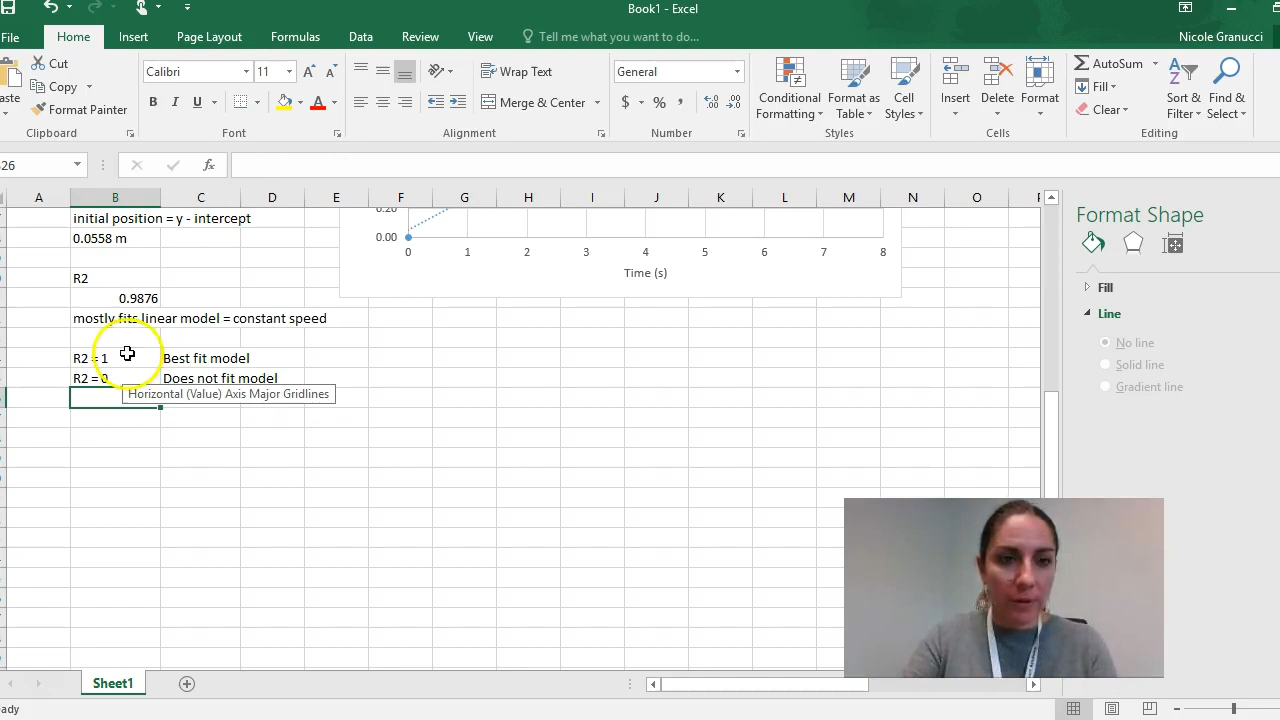 Book1 - Excel
File Home Insert Page Layout Formulas Data Review View Tell me what you want to do... Nicole Granucci
Cut
Copy
Format Painter
Clipboard
Calibri 11
B I U
Font
Wrap Text
Merge & Center
Alignment
General
$ % ,
Number
Conditional Formatting
Format as Table
Cell Styles
Styles
Insert Delete Format
Cells
AutoSum
Fill
Clear
Sort & Filter
Find & Select
Editing
26
fx
A B C D E F G H I J K L M N O
initial position = y - intercept
0.0558 m
R2
0.9876
mostly fits linear model = constant speed
R2 = 1 Best fit model
R2 = 0 Does not fit model
Horizontal (Value) Axis Major Gridlines
0.20
0.00
0 1 2 3 4 5 6 7 8
Time (s)
Format Shape
Fill
Line
No line
Solid line
Gradient line
Sheet1